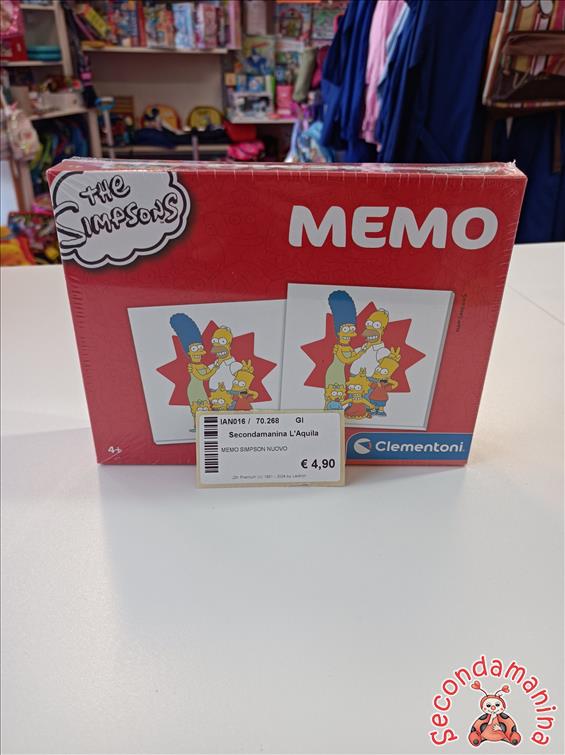 THE
SIMPSONS
MEMO
4+
Clementoni
IAN016 / 70.268 GI
Secondamanina L'Aquila
MEMO SIMPSON NUOVO
€ 4,90
Secondamanina